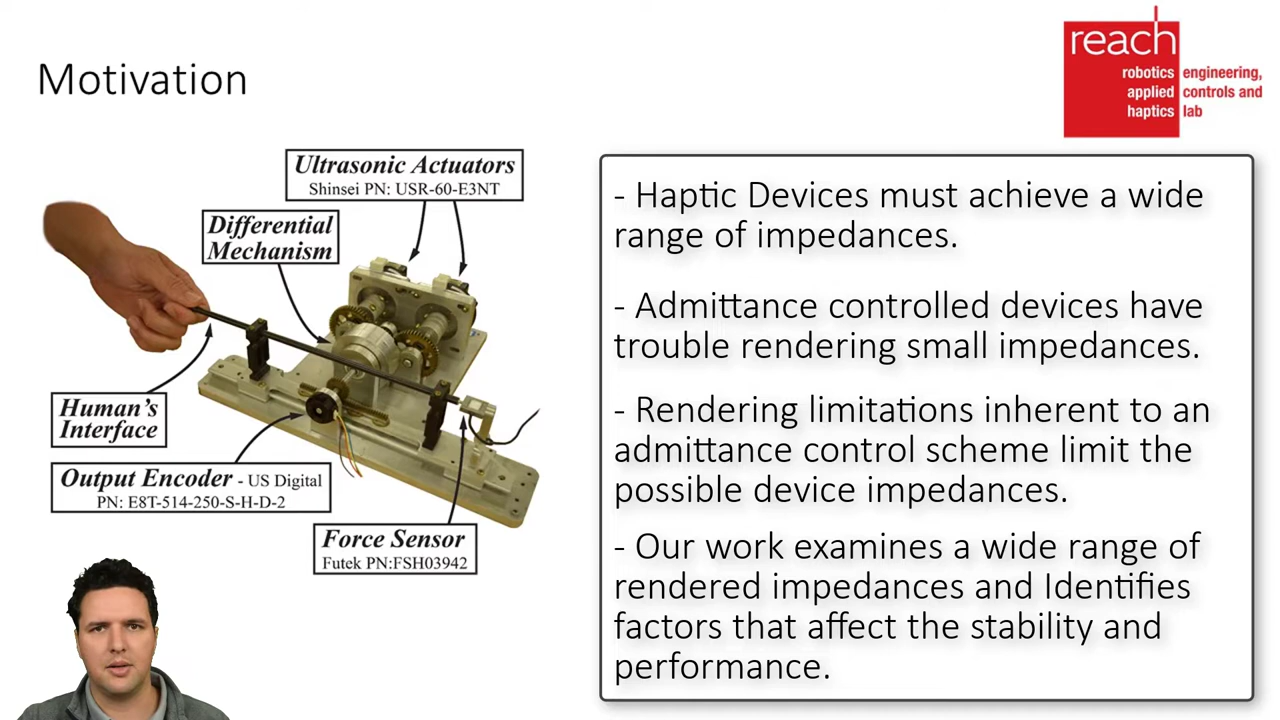 Motivation
reach
robotics engineering,
applied controls and
haptics lab
Ultrasonic Actuators
Shinsei PN: USR-60-E3NT
Differential
Mechanism
Human's
Interface
Output Encoder - US Digital
PN: E8T-514-250-S-H-D-2
Force Sensor
Futek PN:FSH03942
- Haptic Devices must achieve a wide
range of impedances.
- Admittance controlled devices have
trouble rendering small impedances.
- Rendering limitations inherent to an
admittance control scheme limit the
possible device impedances.
- Our work examines a wide range of
rendered impedances and Identifies
factors that affect the stability and
performance.